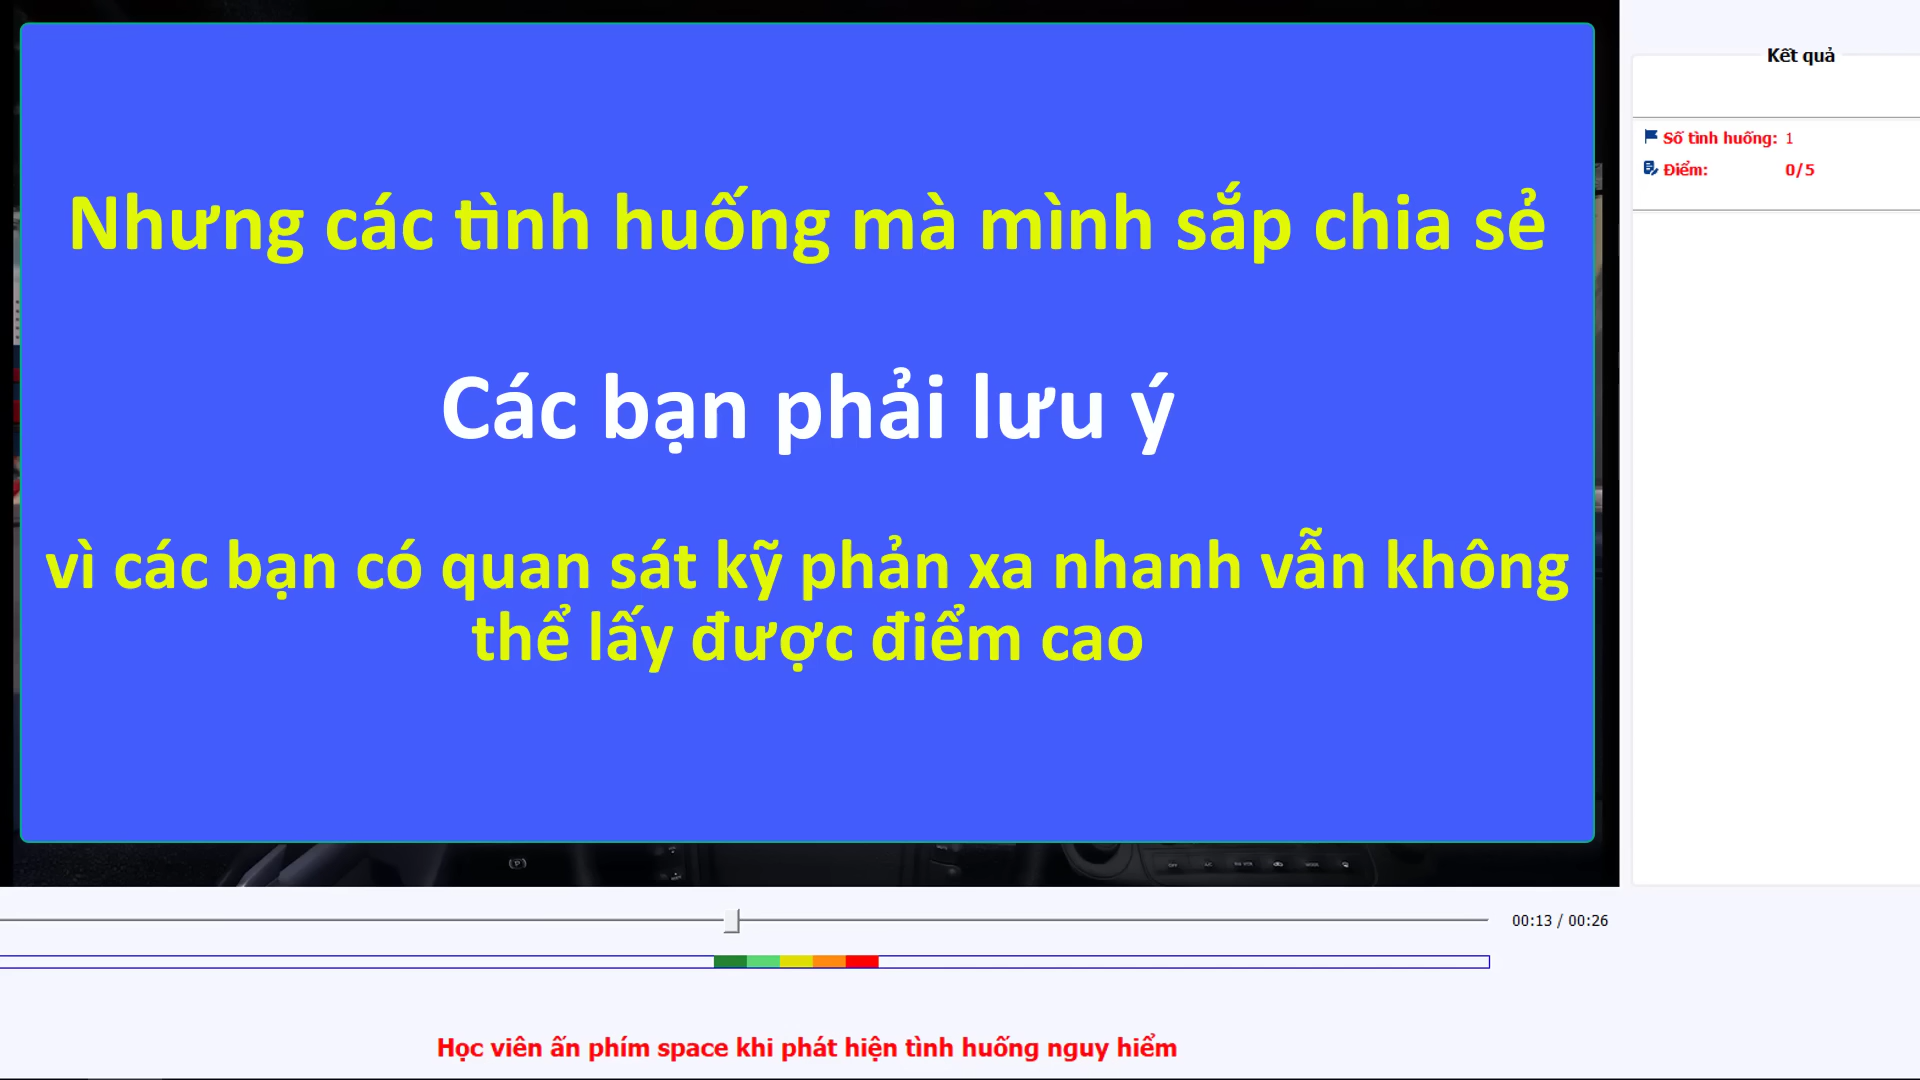 Kết quả
Nhưng các tình huống mà mình sắp chia sẻ
Số tình huống: 1
Điểm: 0/5
Các bạn phải lưu ý
vì các bạn có quan sát kỹ phản xa nhanh vẫn không
thể lấy được điểm cao
00:13 / 00:26
Học viên ấn phím space khi phát hiện tình huống nguy hiểm